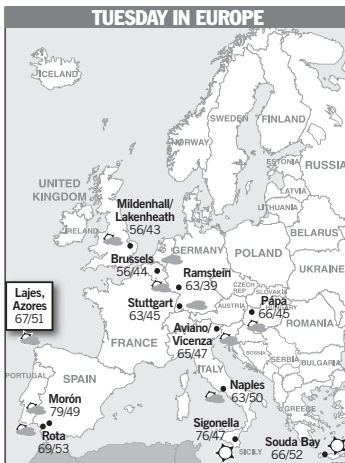 TUESDAY IN EUROPE
ICELAND
SWEDEN
FINLAND
NORWAY
ESTONIA
RUSSIA
LATVIA
LITHUANIA
UNITED
KINGDOM
Mildenhall/
Lakenheath
56/43
IRELAND
BELARUS
Brussels
56/44
GERMANY
POLAND
UKRAINE
Ramstein
63/39
Lajes,
Azores
67/51
Stuttgart
63/45
CZECH
REP
SLOVAKIA
AUSTRIA
HUNGARY
Pápa
66/45
ROMANIA
FRANCE
Aviano/
Vicenza
65/47
BOSNIA
SERBIA
BULGARIA
ITALY
PORTUGAL
SPAIN
Morón
79/49
Naples
63/50
GREECE
Rota
69/53
Sigonella
76/47
SICILY
Souda Bay
66/52